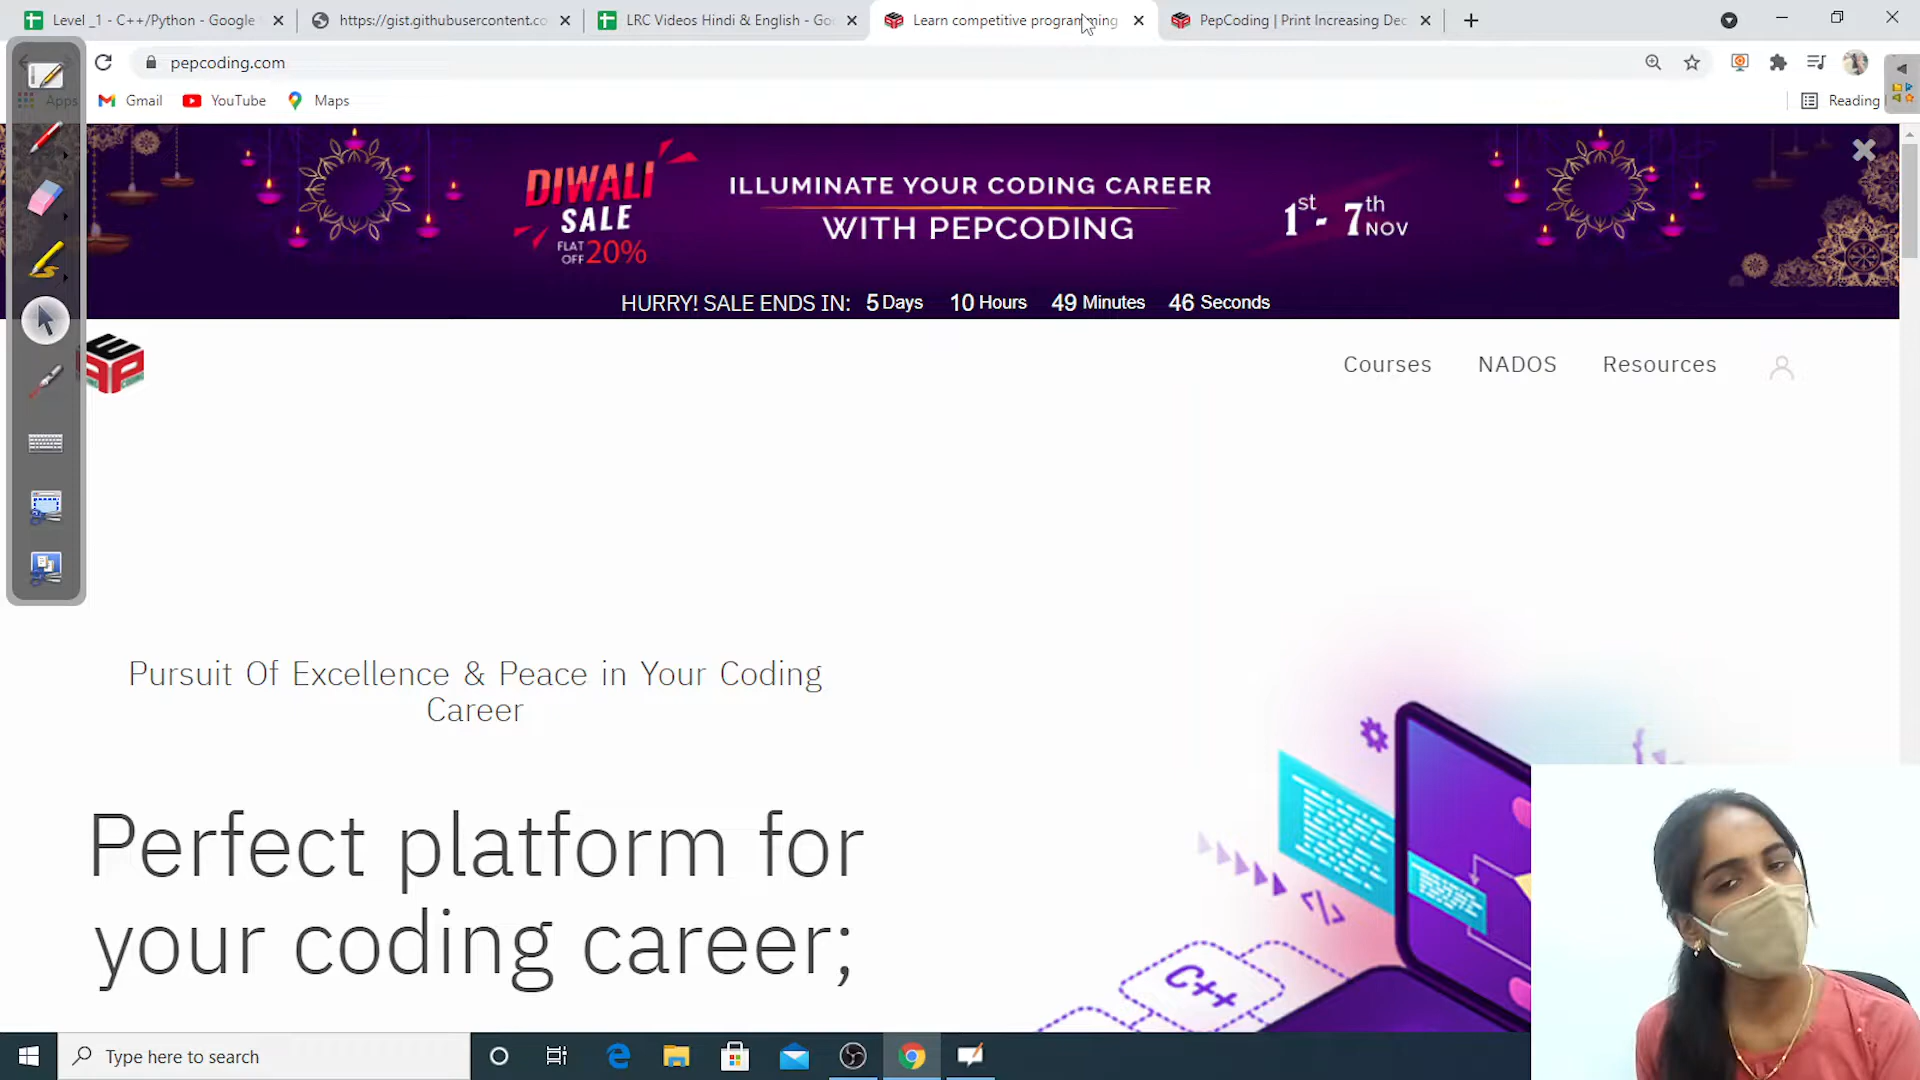 Level _1 - C++/Python - Google
https://gist.githubusercontent.co
LRC Videos Hindi & English - Goo
Learn competitive programming
PepCoding | Print Increasing Dec
pepcoding.com
Apps
Gmail
YouTube
Maps
Reading
DIWALI
SALE
FLAT
OFF 20%
ILLUMINATE YOUR CODING CAREER
WITH PEPCODING
1st - 7th
NOV
HURRY! SALE ENDS IN: 5 Days 10 Hours 49 Minutes 46 Seconds
Courses
NADOS
Resources
Pursuit Of Excellence & Peace in Your Coding
Career
Perfect platform for
your coding career;
</>
C++
Type here to search